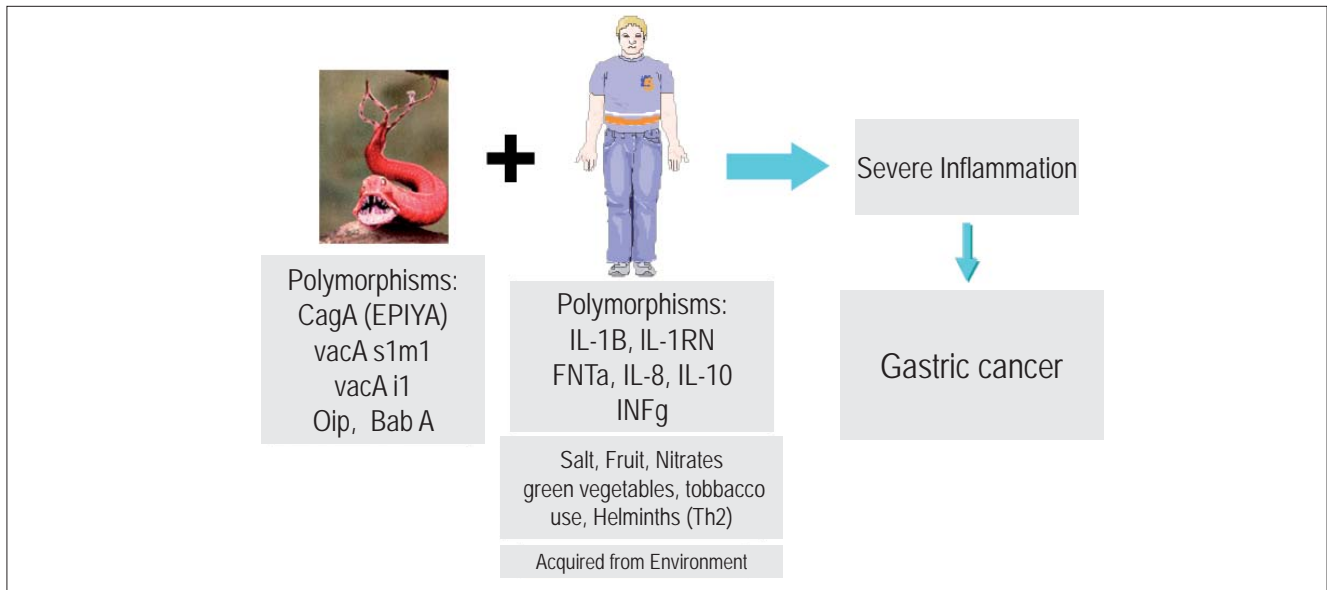 Polymorphisms:
CagA (EPIYA)
vacA s1m1
vacA i1
Oip, Bab A
Polymorphisms:
IL-1B, IL-1RN
FNTa, IL-8, IL-10
INFg
Salt, Fruit, Nitrates
green vegetables, tobbacco
use, Helminths (Th2)
Acquired from Environment
Severe Inflammation
Gastric cancer